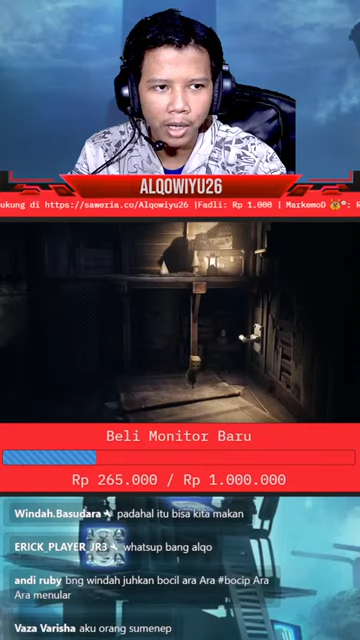 ALQOWIYU26
ukung di https://saweria.co/Alqowiyu26 |Fadli: Rp 1.000 | MarkemoD 🐯: R
Beli Monitor Baru
Rp 265.000 / Rp 1.000.000
Windah.Basudara padahal itu bisa kita makan
ERICK_PLAYER_JR3 whatsup bang alqo
andi ruby bng windah juhkan bocil ara Ara #bocip Ara
Ara menular
Vaza Varisha aku orang sumenep